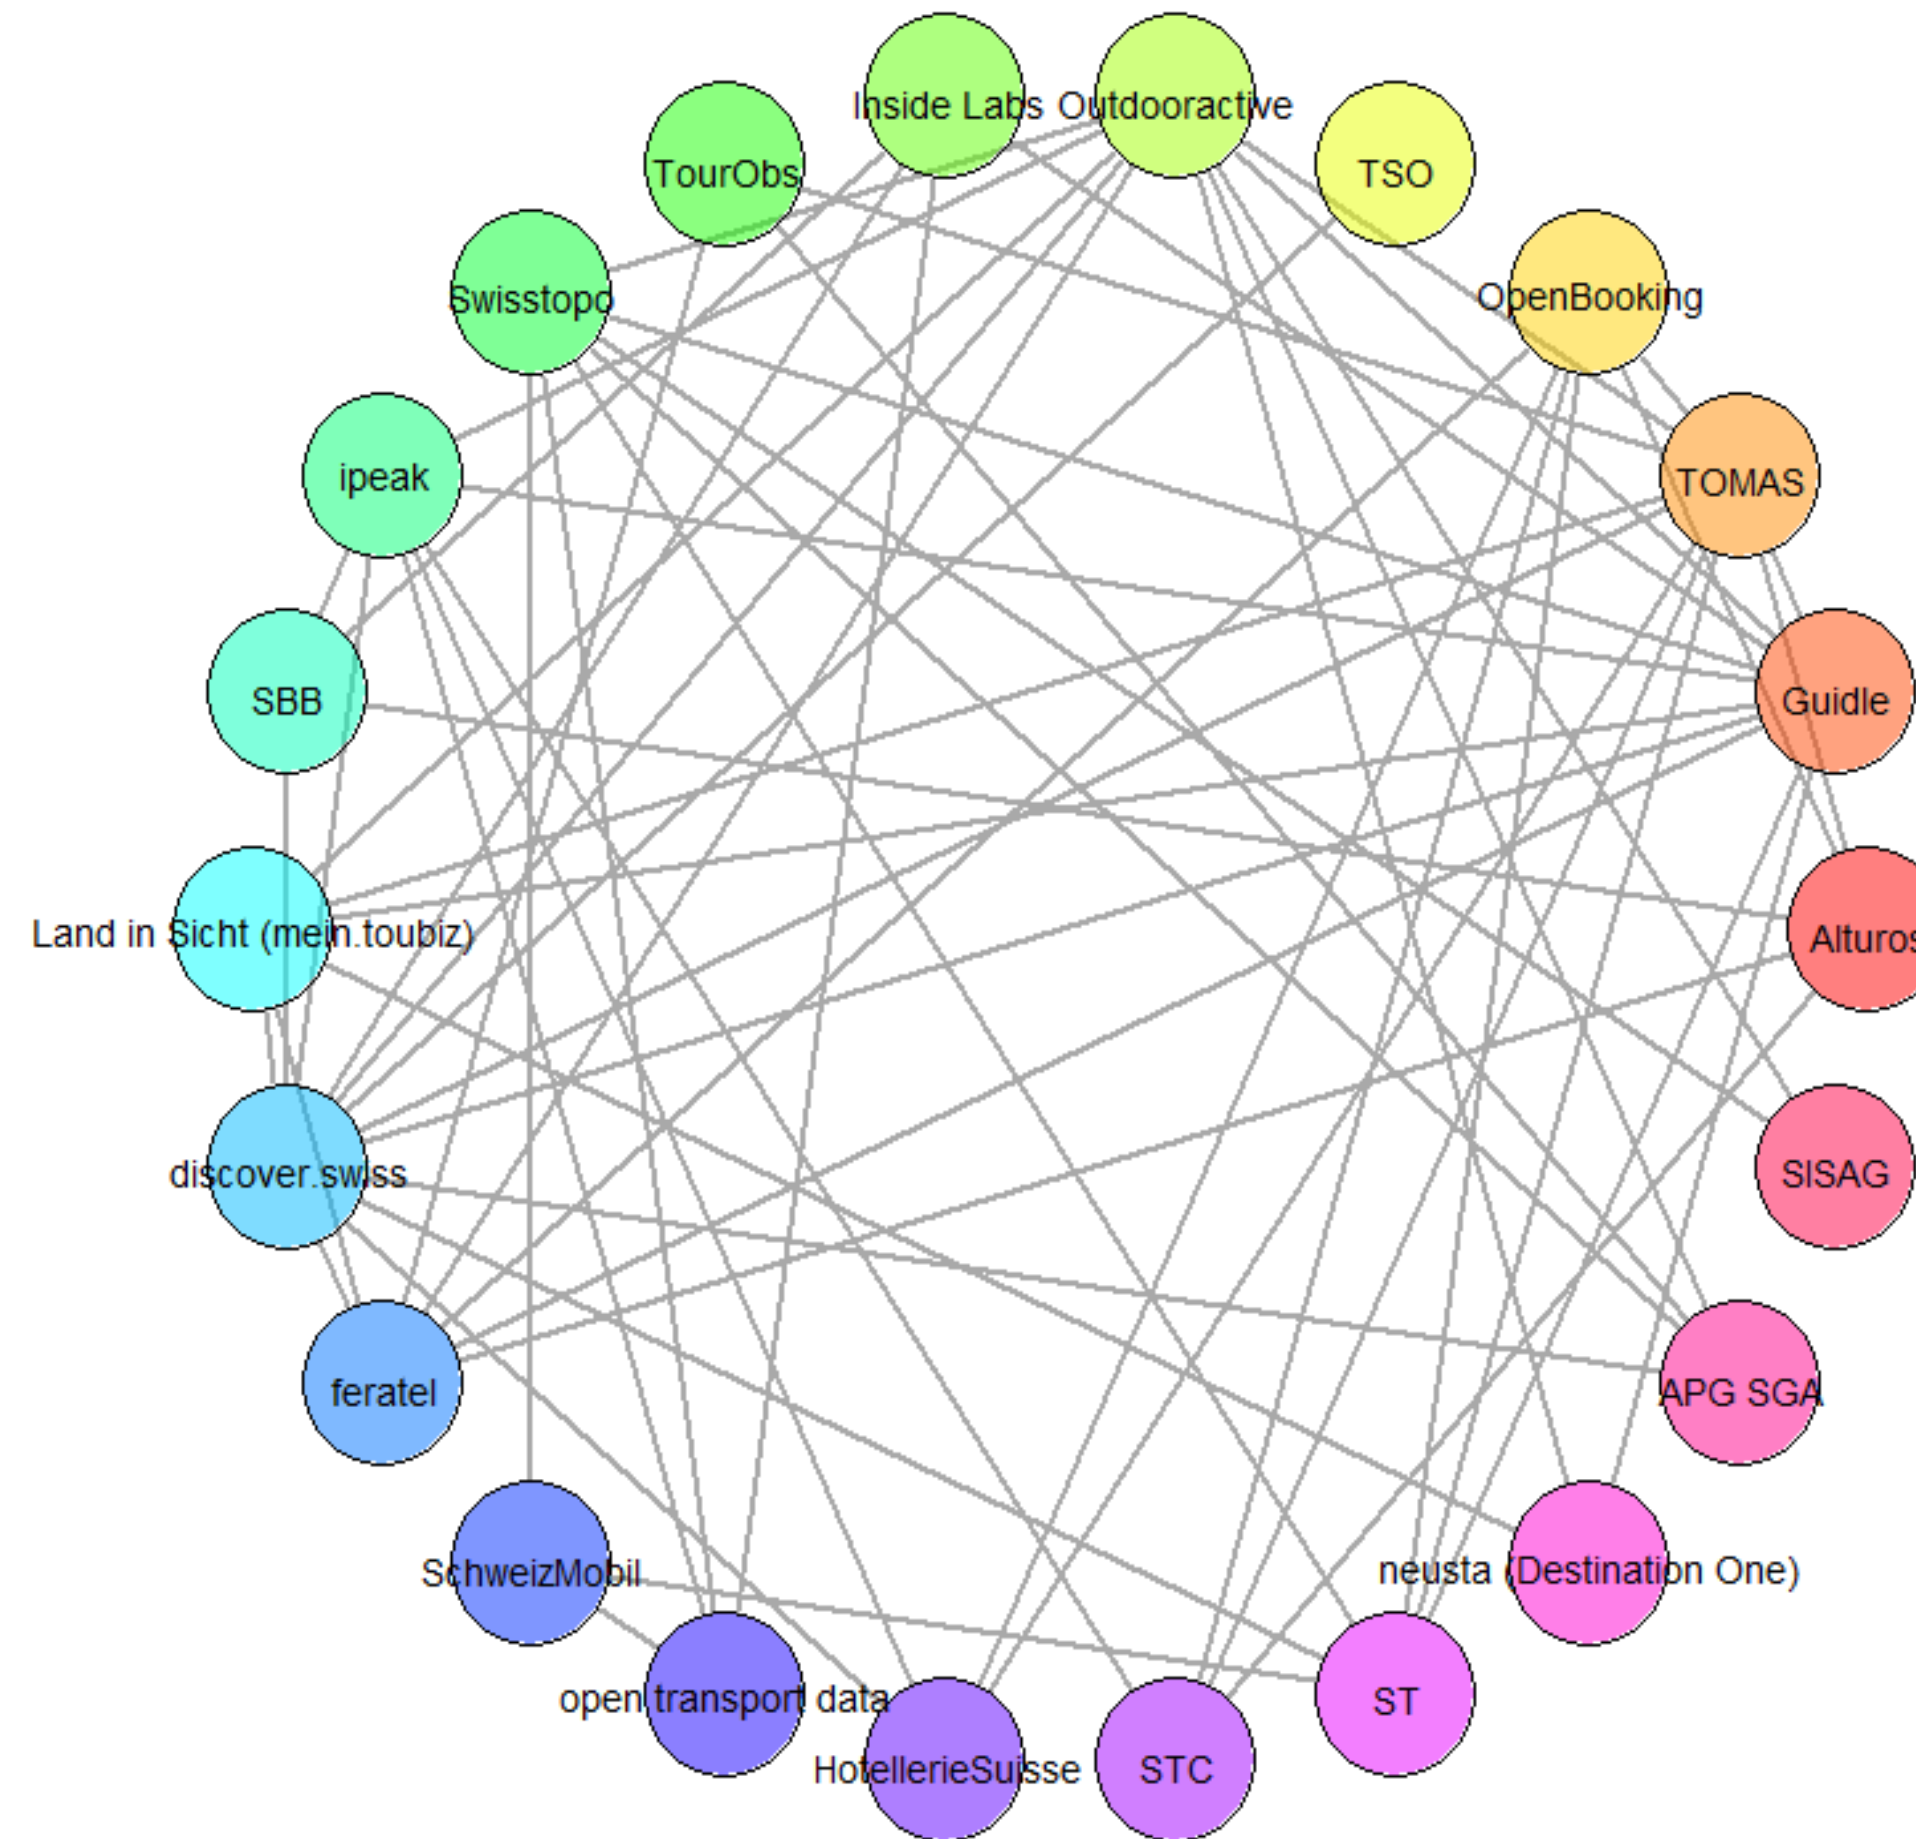 Inside Labs
Outdooractive
TourObs
TSO
Swisstopo
OpenBooking
ipeak
TOMAS
SBB
Guidle
Land in Sicht (mein.toubiz)
Alturos
discover.swiss
SISAG
feratel
APG SGA
SchweizMobil
neusta (Destination One)
open transport data
ST
HotellerieSuisse
STC